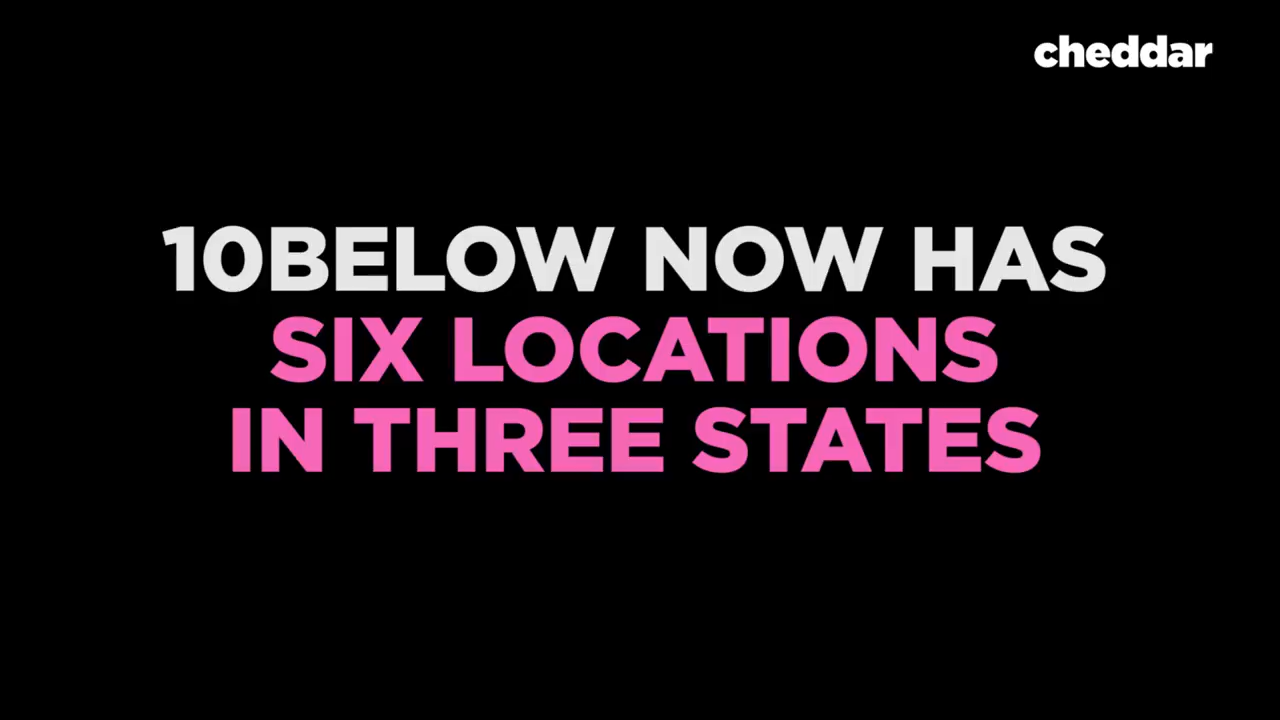 cheddar
10BELOW NOW HAS
SIX LOCATIONS
IN THREE STATES